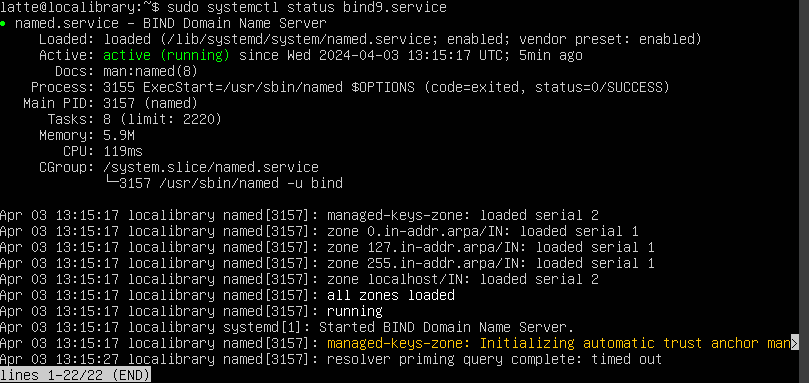 latte@localibrary:~$ sudo systemctl status bind9.service
● named.service - BIND Domain Name Server
     Loaded: loaded (/lib/systemd/system/named.service; enabled; vendor preset: enabled)
     Active: active (running) since Wed 2024-04-03 13:15:17 UTC; 5min ago
       Docs: man:named(8)
    Process: 3155 ExecStart=/usr/sbin/named $OPTIONS (code=exited, status=0/SUCCESS)
   Main PID: 3157 (named)
      Tasks: 8 (limit: 2220)
     Memory: 5.9M
        CPU: 119ms
     CGroup: /system.slice/named.service
             └─3157 /usr/sbin/named -u bind

Apr 03 13:15:17 localibrary named[3157]: managed-keys-zone: loaded serial 2
Apr 03 13:15:17 localibrary named[3157]: zone 0.in-addr.arpa/IN: loaded serial 1
Apr 03 13:15:17 localibrary named[3157]: zone 127.in-addr.arpa/IN: loaded serial 1
Apr 03 13:15:17 localibrary named[3157]: zone 255.in-addr.arpa/IN: loaded serial 1
Apr 03 13:15:17 localibrary named[3157]: zone localhost/IN: loaded serial 2
Apr 03 13:15:17 localibrary named[3157]: all zones loaded
Apr 03 13:15:17 localibrary named[3157]: running
Apr 03 13:15:17 localibrary systemd[1]: Started BIND Domain Name Server.
Apr 03 13:15:17 localibrary named[3157]: managed-keys-zone: Initializing automatic trust anchor man>
Apr 03 13:15:27 localibrary named[3157]: resolver priming query complete: timed out
lines 1-22/22 (END)